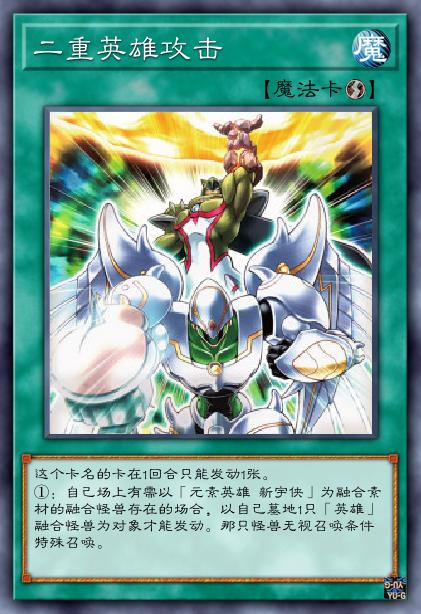 二重英雄攻击
魔
【魔法卡】
这个卡名的卡在1回合只能发动1张。
①：自己场上有需以「元素英雄 新宇侠」为融合素
材的融合怪兽存在的场合，以自己墓地1只「英雄」
融合怪兽为对象才能发动。那只怪兽无视召唤条件
特殊召唤。